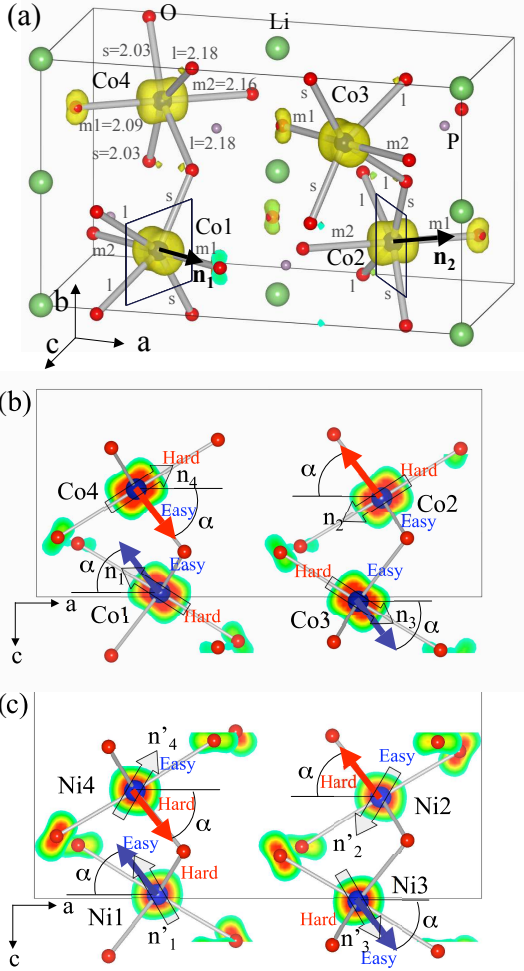 (a)
O
Li
s=2.03
l=2.18
Co4
m2=2.16
Co3
s
l
m1=2.09
m1
P
s=2.03
l=2.18
m2
s
l
s
l
Co1
m2
m1
m2
m1
n1
Co2
n2
l
s
l
s
b
c
a
(b)
Hard
α
Hard
Co4
n4
Co2
Easy
α
n2
Easy
α
Easy
Hard
Easy
n1
a
Hard
n3
α
Co1
Co3
c
(c)
n'4
Easy
α
Ni4
Hard
Hard
Ni2
Easy
α
n'2
α
Hard
Ni3
a
Ni1
Hard
α
n'1
n'3
Easy
c